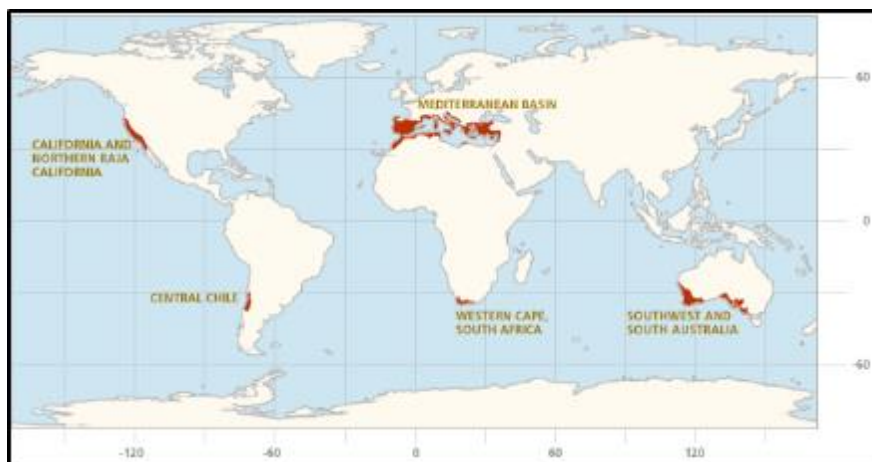 MEDITERRANEAN BASIN
CALIFORNIA AND
NORTHERN BAJA
CALIFORNIA
CENTRAL CHILE
WESTERN CAPE,
SOUTH AFRICA
SOUTHWEST AND
SOUTH AUSTRALIA
60
0
-60
-120
-60
0
60
120